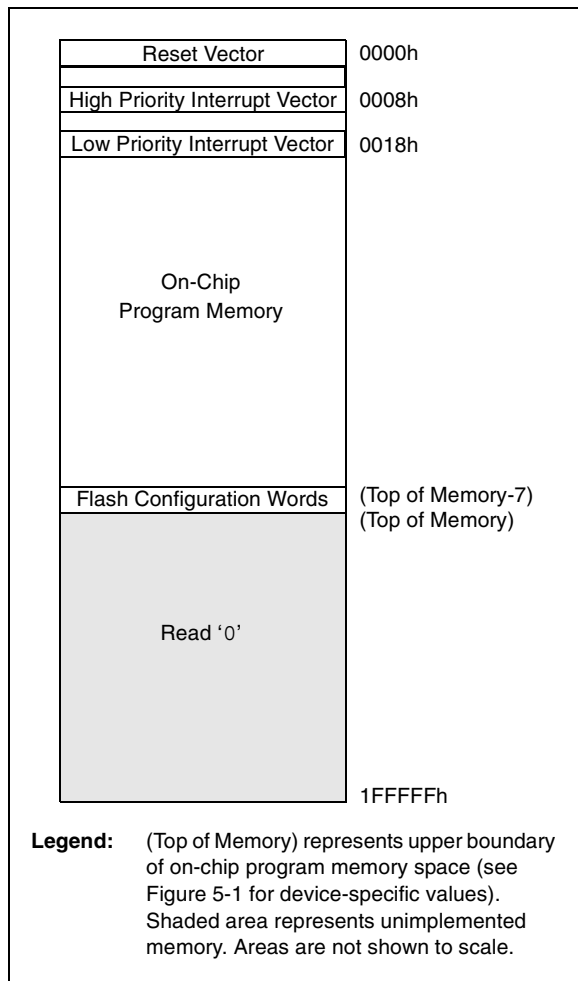 Reset Vector 0000h
High Priority Interrupt Vector 0008h
Low Priority Interrupt Vector 0018h
On-Chip
Program Memory
Flash Configuration Words (Top of Memory-7)
(Top of Memory)
Read ‘0’
1FFFFFh
Legend: (Top of Memory) represents upper boundary
of on-chip program memory space (see
Figure 5-1 for device-specific values).
Shaded area represents unimplemented
memory. Areas are not shown to scale.